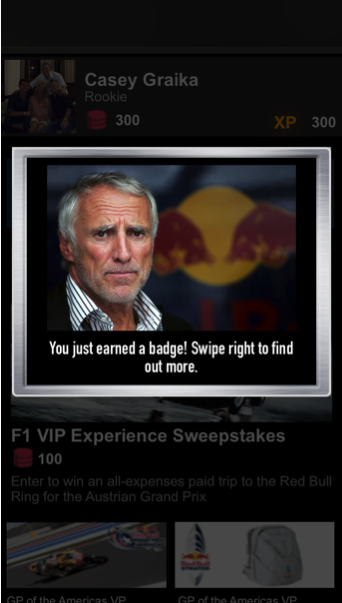 Casey Graika
Rookie
300
XP 300
You just earned a badge! Swipe right to find
out more.
F1 VIP Experience Sweepstakes
100
Enter to win an all-expenses paid trip to the Red Bull
Ring for the Austrian Grand Prix
Red Bull
GP of the Americas VP
GP of the Americas VP